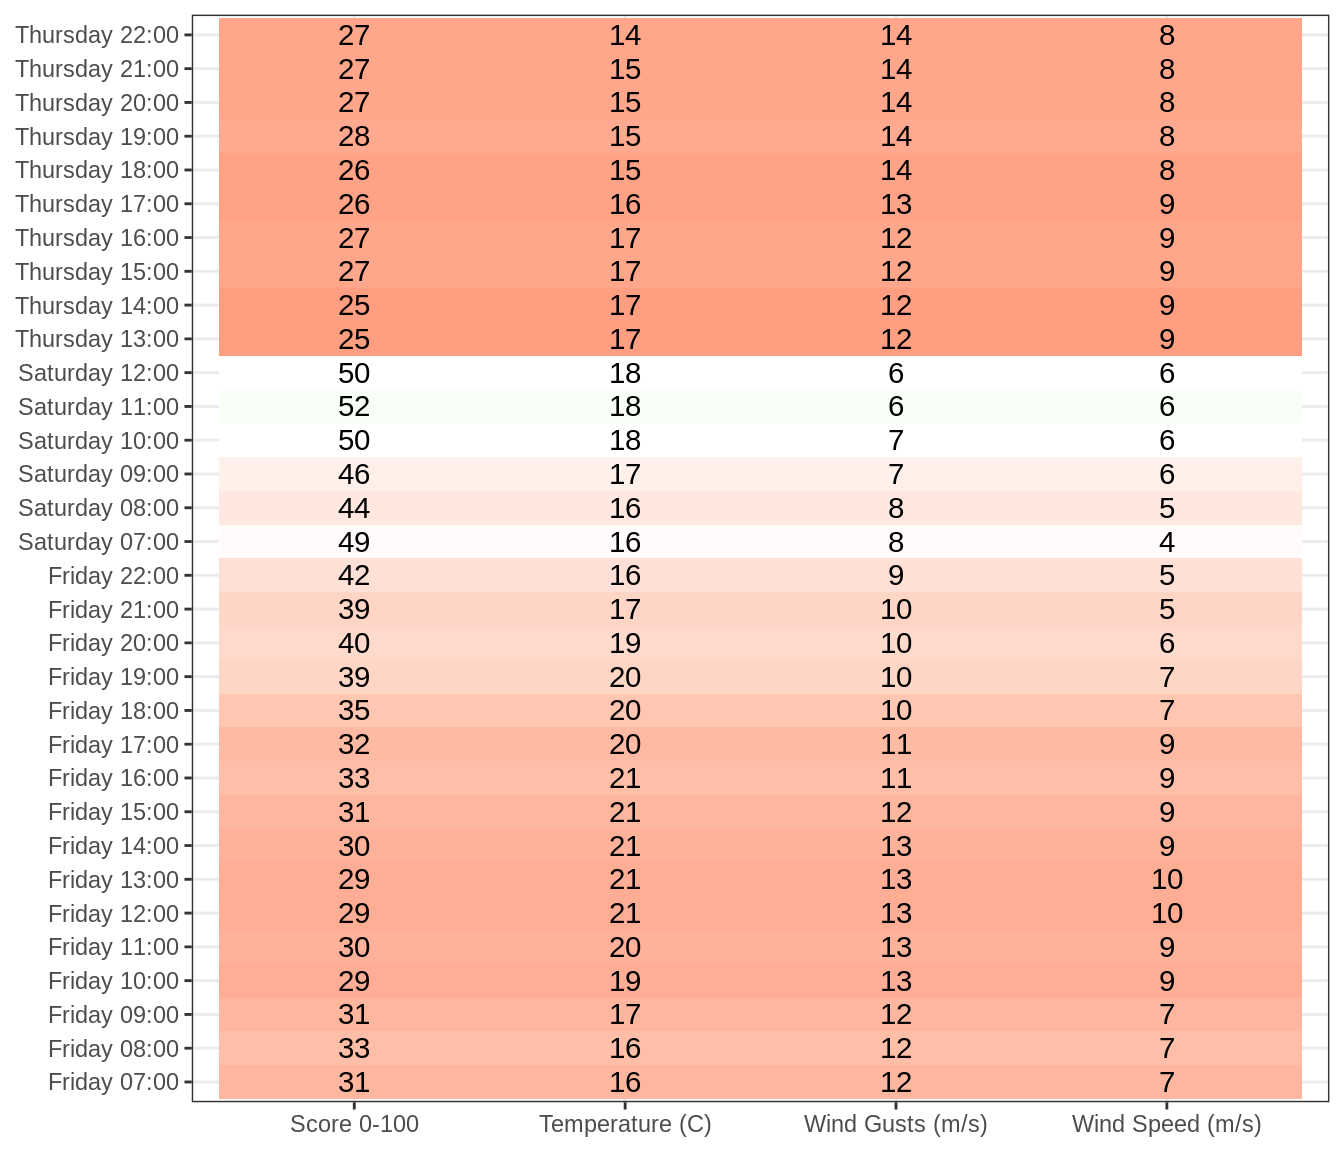 Thursday 22:00 27 14 14 8
Thursday 21:00 27 15 14 8
Thursday 20:00 27 15 14 8
Thursday 19:00 28 15 14 8
Thursday 18:00 26 15 14 8
Thursday 17:00 26 16 13 9
Thursday 16:00 27 17 12 9
Thursday 15:00 27 17 12 9
Thursday 14:00 25 17 12 9
Thursday 13:00 25 17 12 9
Saturday 12:00 50 18 6 6
Saturday 11:00 52 18 6 6
Saturday 10:00 50 18 7 6
Saturday 09:00 46 17 7 6
Saturday 08:00 44 16 8 5
Saturday 07:00 49 16 8 4
Friday 22:00 42 16 9 5
Friday 21:00 39 17 10 5
Friday 20:00 40 19 10 6
Friday 19:00 39 20 10 7
Friday 18:00 35 20 10 7
Friday 17:00 32 20 11 9
Friday 16:00 33 21 11 9
Friday 15:00 31 21 12 9
Friday 14:00 30 21 13 9
Friday 13:00 29 21 13 10
Friday 12:00 29 21 13 10
Friday 11:00 30 20 13 9
Friday 10:00 29 19 13 9
Friday 09:00 31 17 12 7
Friday 08:00 33 16 12 7
Friday 07:00 31 16 12 7
Score 0-100 Temperature (C) Wind Gusts (m/s) Wind Speed (m/s)